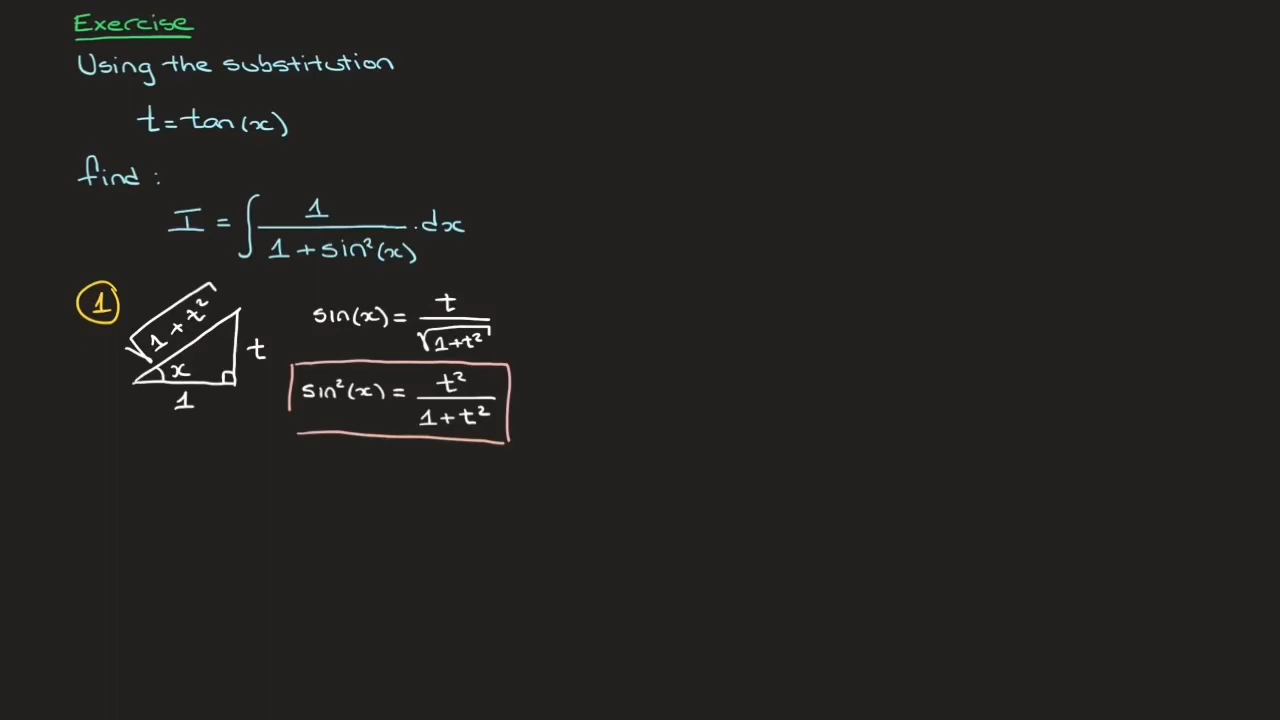 Exercise
Using the substitution
t = tan(x)
find :
I = ∫ 1 / (1 + sin²(x)) . dx
1
√(1 + t²)
x
t
1
sin(x) = t / √(1+t²)
sin²(x) = t² / (1 + t²)